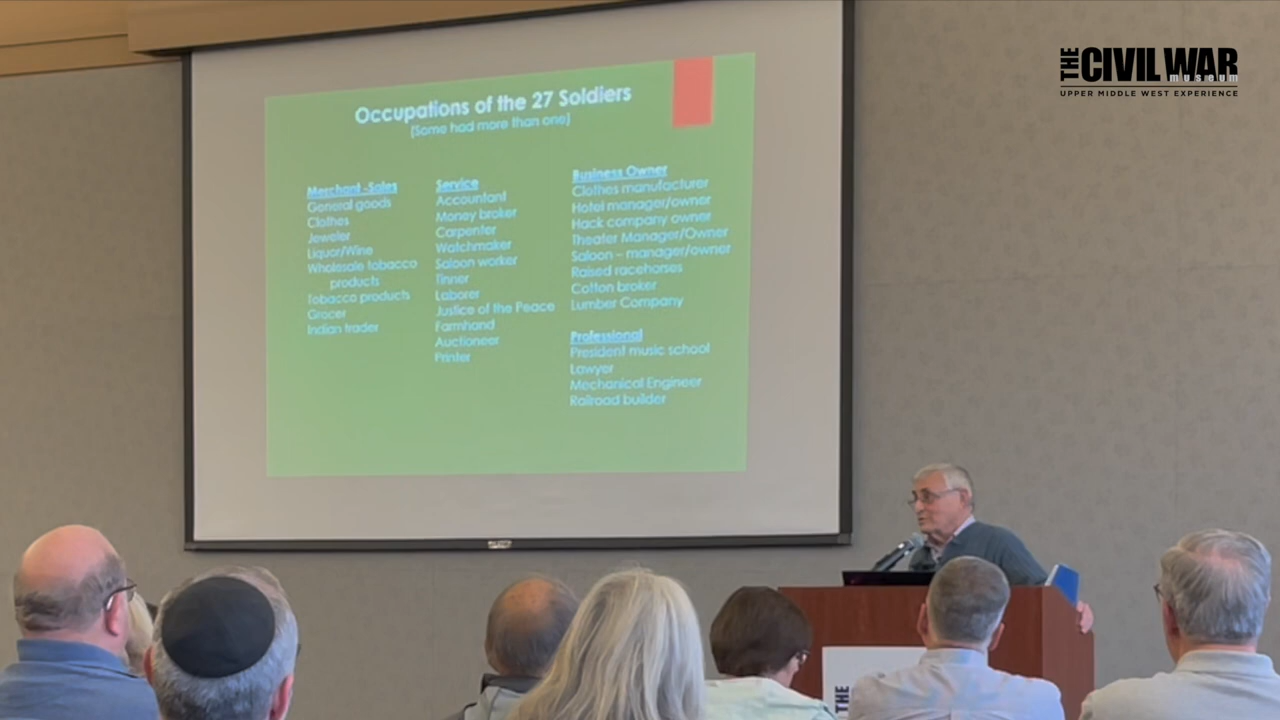 THE CIVIL WAR
museum
UPPER MIDDLE WEST EXPERIENCE
Occupations of the 27 Soldiers
(Some had more than one)
Merchant -Sales
General goods
Clothes
Jeweler
Liquor/Wine
Wholesale tobacco
products
Tobacco products
Grocer
Indian trader
Service
Accountant
Money broker
Carpenter
Watchmaker
Saloon worker
Tinner
Laborer
Justice of the Peace
Farmhand
Auctioneer
Printer
Business Owner
Clothes manufacturer
Hotel manager/owner
Hack company owner
Theater Manager/Owner
Saloon – manager/owner
Raised racehorses
Cotton broker
Lumber Company
Professional
President music school
Lawyer
Mechanical Engineer
Railroad builder
THE